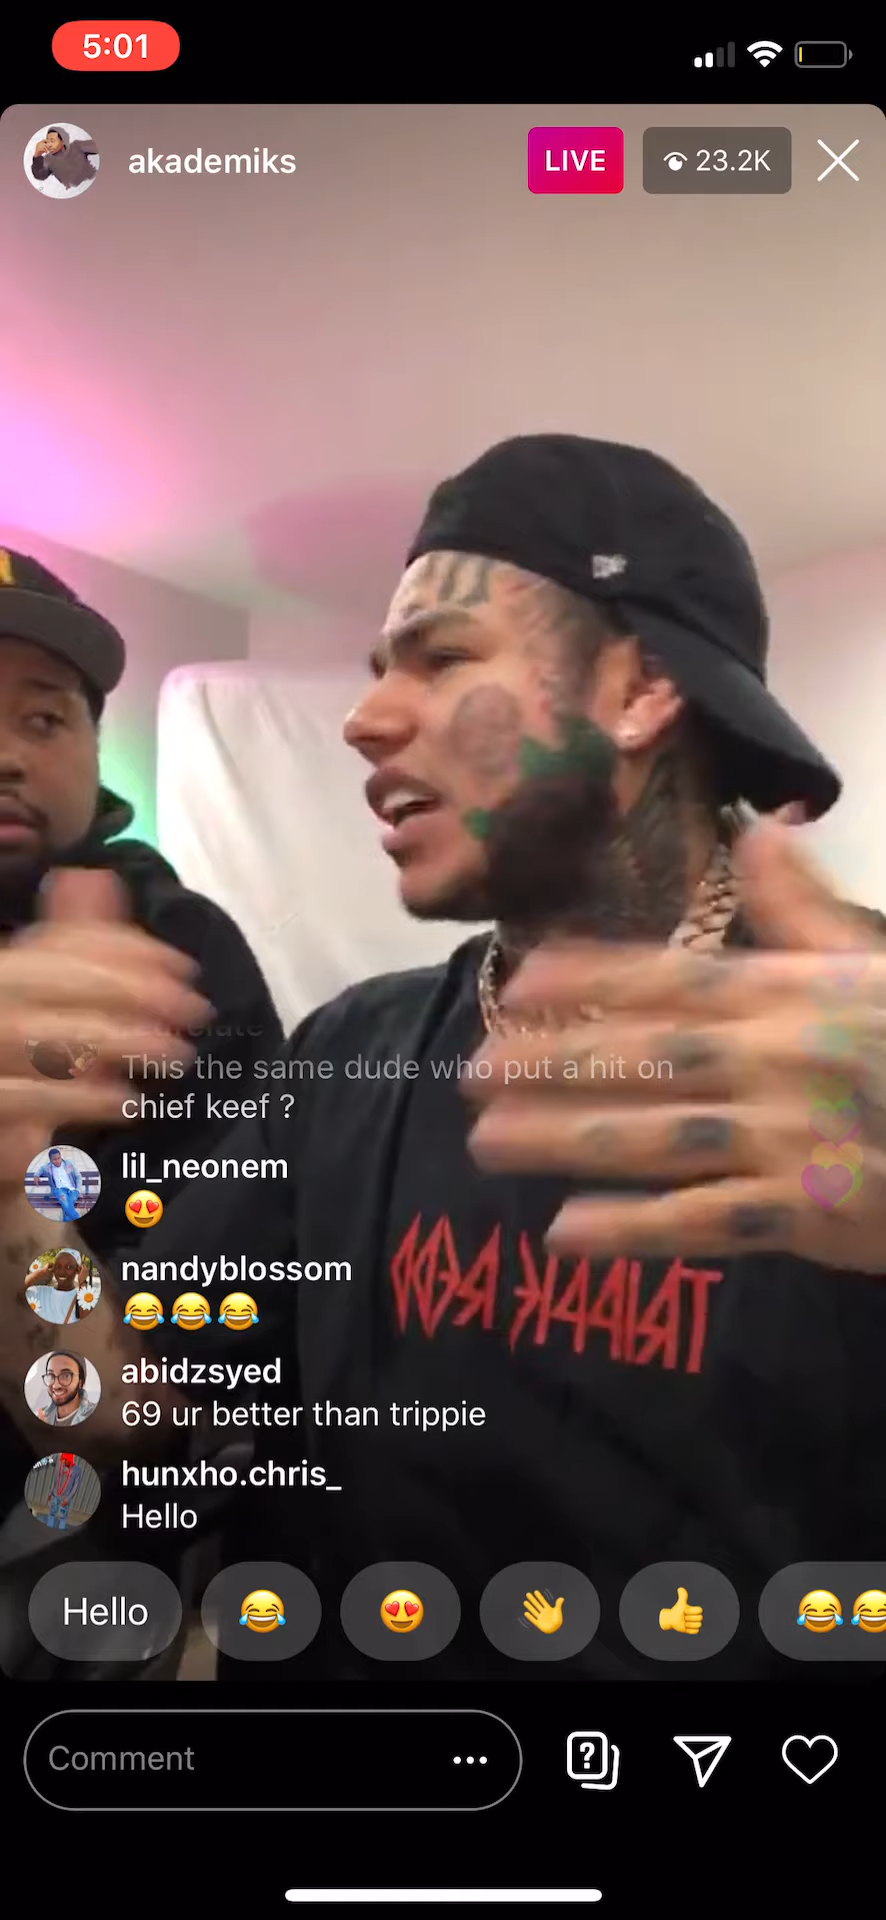 5:01
akademiks
LIVE
23.2K
This the same dude who put a hit on
chief keef ?
lil_neonem
😍
nandyblossom
😂😂😂
abidzsyed
69 ur better than trippie
hunxho.chris_
Hello
Hello 😂 😍 👋 👍 😂😂
Comment